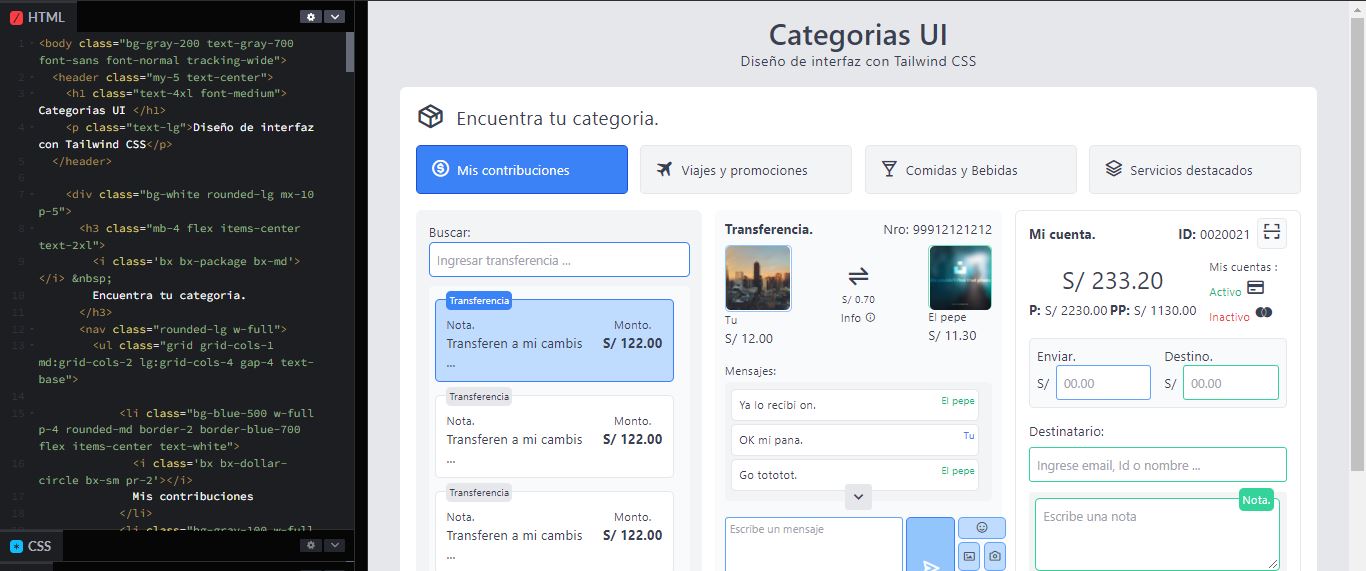 HTML
1
<body class="bg-gray-200 text-gray-700
font-sans font-normal tracking-wide">
2 <header class="my-5 text-center">
3 <h1 class="text-4xl font-medium">
Categorias UI </h1>
4 <p class="text-lg">Diseño de interfaz
con Tailwind CSS</p>
5 </header>
6
7 <div class="bg-white rounded-lg mx-10
p-5">
8 <h3 class="mb-4 flex items-center
text-2xl">
9 <i class='bx bx-package bx-md'>
</i> &nbsp;
10 Encuentra tu categoria.
11 </h3>
12 <nav class="rounded-lg w-full">
13 <ul class="grid grid-cols-1
md:grid-cols-2 lg:grid-cols-4 gap-4 text-
base">
14
15 <li class="bg-blue-500 w-full
p-4 rounded-md border-2 border-blue-700
flex items-center text-white">
16 <i class='bx bx-dollar-
circle bx-sm pr-2'></i>
17 Mis contribuciones
</li>
<li class="bg-gray-100 w-full
CSS
Categorias UI
Diseño de interfaz con Tailwind CSS
Encuentra tu categoria.
Mis contribuciones
Viajes y promociones
Comidas y Bebidas
Servicios destacados
Buscar:
Ingresar transferencia ...
Transferencia
Nota. Monto.
Transferen a mi cambis S/ 122.00
...
Transferencia
Nota. Monto.
Transferen a mi cambis S/ 122.00
...
Transferencia
Nota. Monto.
Transferen a mi cambis S/ 122.00
...
Transferencia. Nro: 99912121212
S/ 0.70
Info
Tu
S/ 12.00
El pepe
S/ 11.30
Mensajes:
Ya lo recibi on. El pepe
OK mi pana. Tu
Go tototot. El pepe
Escribe un mensaje
Mi cuenta. ID: 0020021
S/ 233.20
P: S/ 2230.00 PP: S/ 1130.00
Mis cuentas :
Activo
Inactivo
Enviar.
S/ 00.00
Destino.
S/ 00.00
Destinatario:
Ingrese email, Id o nombre ...
Nota.
Escribe una nota